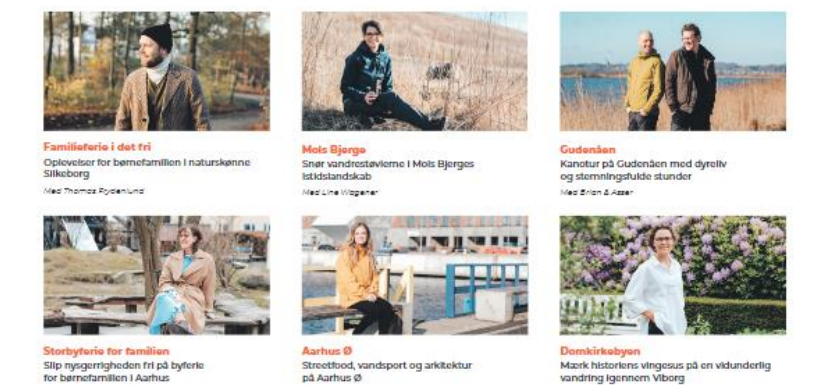 Familieferie i det fri
Oplevelser for børnefamilien i naturskønne
Silkeborg
Med Thomas Rydenlund
Mols Bjerge
Snør vandrestøvlerne i Mols Bjerges
istidslandskab
Med Line Wagener
Gudenåen
Kanotur på Gudenåen med dyreliv
og stemningsfulde stunder
Med Brian & Asser
Storbyferie for familien
Slip nysgerrigheden fri på byferie
for børnefamilien i Aarhus
Aarhus Ø
Streetfood, vandsport og arkitektur
på Aarhus Ø
Domkirkebyen
Mærk historiens vingesus på en vidunderlig
vandring igennem Viborg